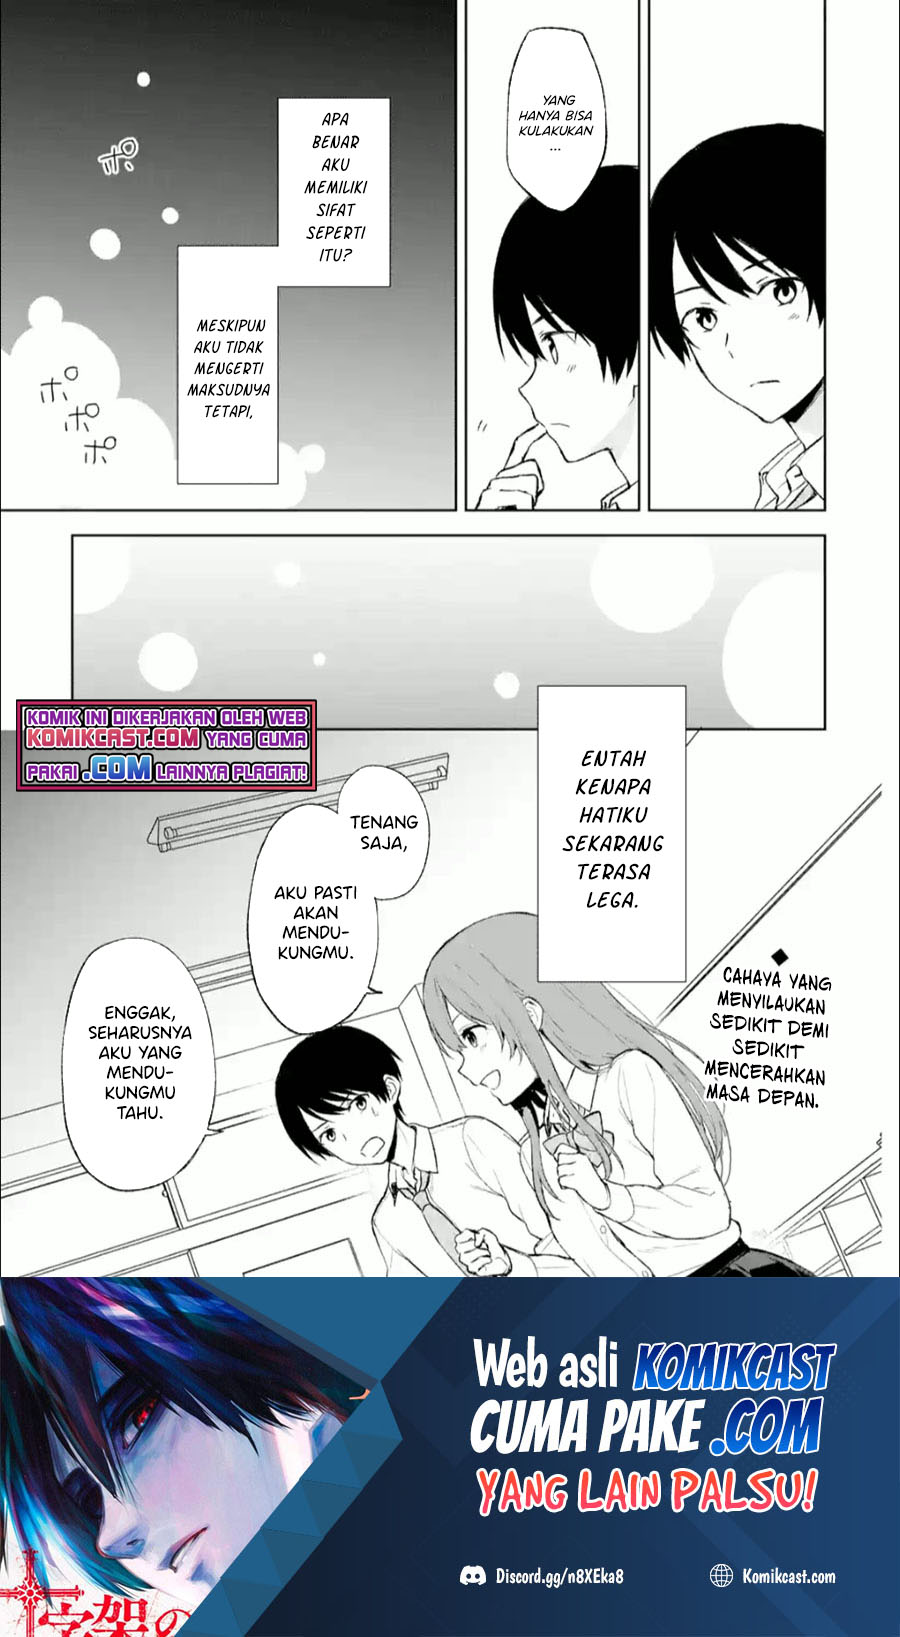 YANG
HANYA BISA
KULAKUKAN
...
APA
BENAR
AKU
MEMILIKI
SIFAT
SEPERTI
ITU?
MESKIPUN
AKU TIDAK
MENGERTI
MAKSUDNYA
TETAPI,
ポ
ポ
ポ
ポ
KOMIK INI DIKERJAKAN OLEH WEB
KOMIKCAST.COM YANG CUMA
PAKAI .COM LAINNYA PLAGIAT!
ENTAH
KENAPA
HATIKU
SEKARANG
TERASA
LEGA.
TENANG
SAJA,
AKU PASTI
AKAN
MENDU-
KUNGMU.
ENGGAK,
SEHARUSNYA
AKU YANG
MENDU-
KUNGMU
TAHU.
CAHAYA YANG
MENYILAUKAN
SEDIKIT DEMI
SEDIKIT
MENCERAHKAN
MASA DEPAN.
Web asli KOMIKCAST
CUMA PAKE .COM
YANG LAIN PALSU!
Discord.gg/n8XEka8
Komikcast.com
十字架の